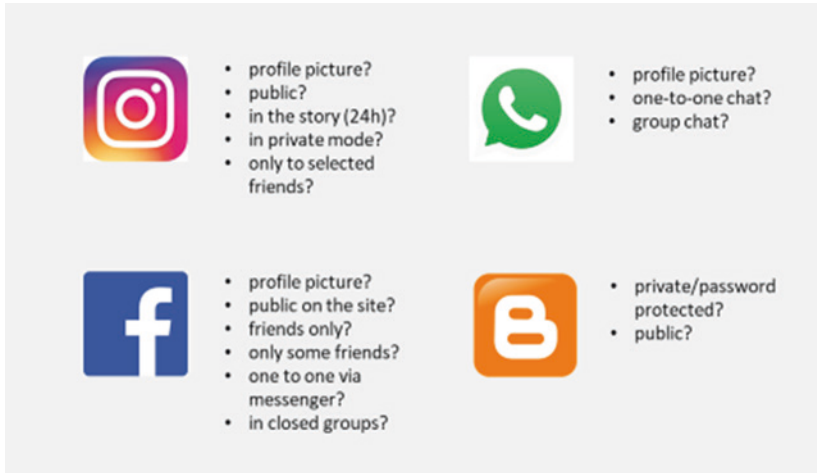 • profile picture?
• public?
• in the story (24h)?
• in private mode?
• only to selected
friends?
• profile picture?
• one-to-one chat?
• group chat?
• profile picture?
• public on the site?
• friends only?
• only some friends?
• one to one via
messenger?
• in closed groups?
• private/password
protected?
• public?